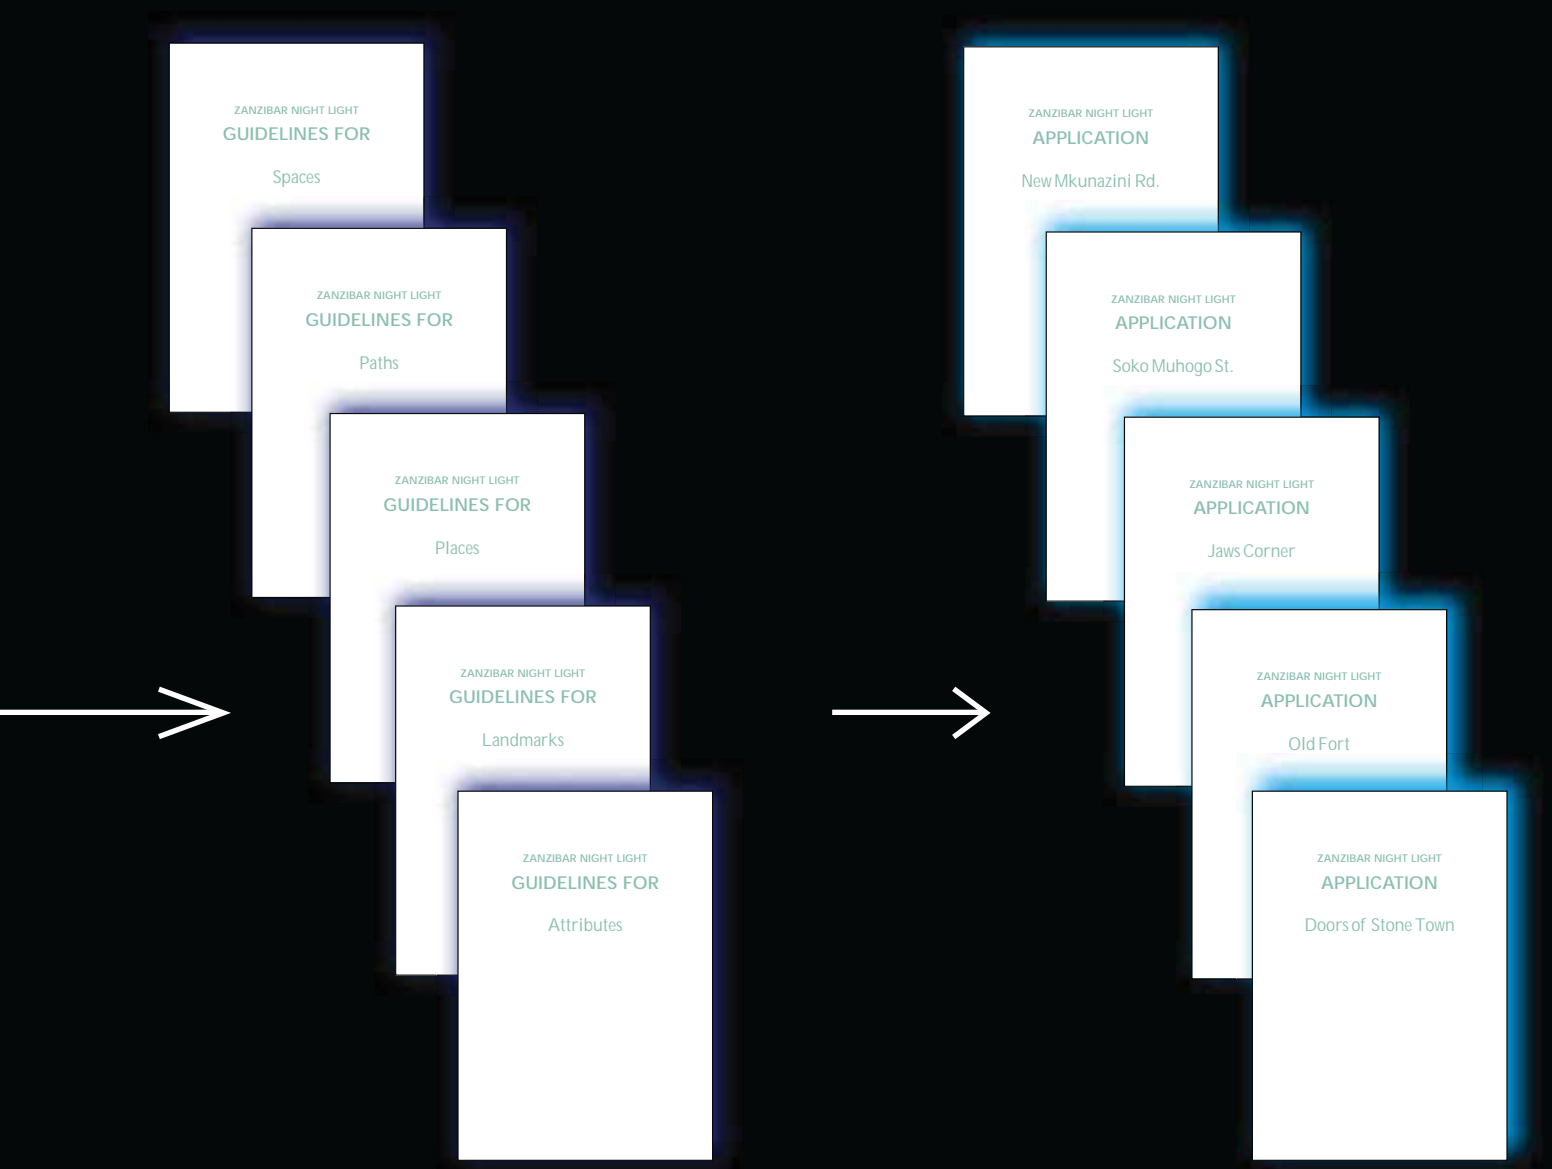 ZANZIBAR NIGHT LIGHT
GUIDELINES FOR
Spaces
ZANZIBAR NIGHT LIGHT
GUIDELINES FOR
Paths
ZANZIBAR NIGHT LIGHT
GUIDELINES FOR
Places
ZANZIBAR NIGHT LIGHT
GUIDELINES FOR
Landmarks
ZANZIBAR NIGHT LIGHT
GUIDELINES FOR
Attributes
ZANZIBAR NIGHT LIGHT
APPLICATION
New Mkunazini Rd.
ZANZIBAR NIGHT LIGHT
APPLICATION
Soko Muhogo St.
ZANZIBAR NIGHT LIGHT
APPLICATION
Jaws Corner
ZANZIBAR NIGHT LIGHT
APPLICATION
Old Fort
ZANZIBAR NIGHT LIGHT
APPLICATION
Doors of Stone Town